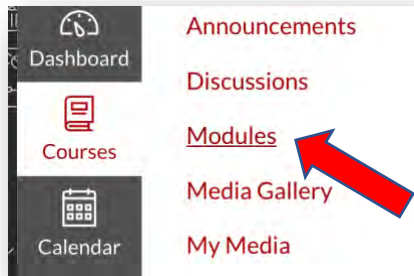 Dashboard
Courses
Calendar
Announcements
Discussions
Modules
Media Gallery
My Media